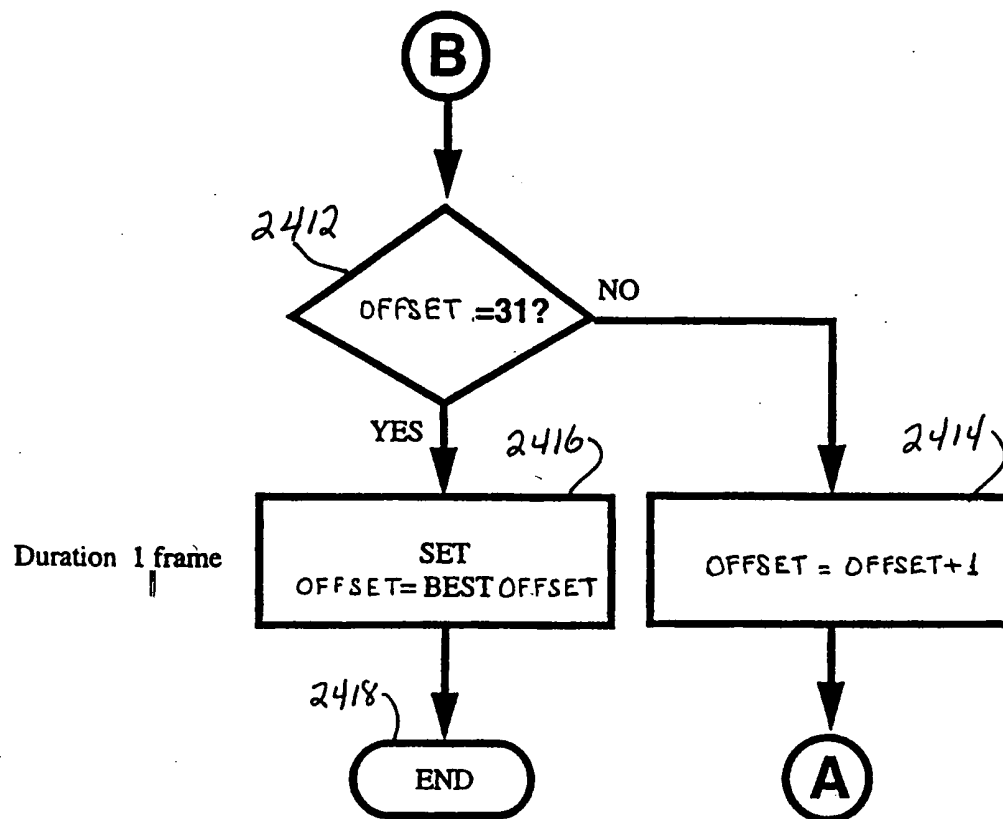 B
2412
OFFSET =31?
NO
YES
2416
2414
Duration 1 frame
SET
OFFSET=BEST OFFSET
OFFSET = OFFSET+1
2418
END
A